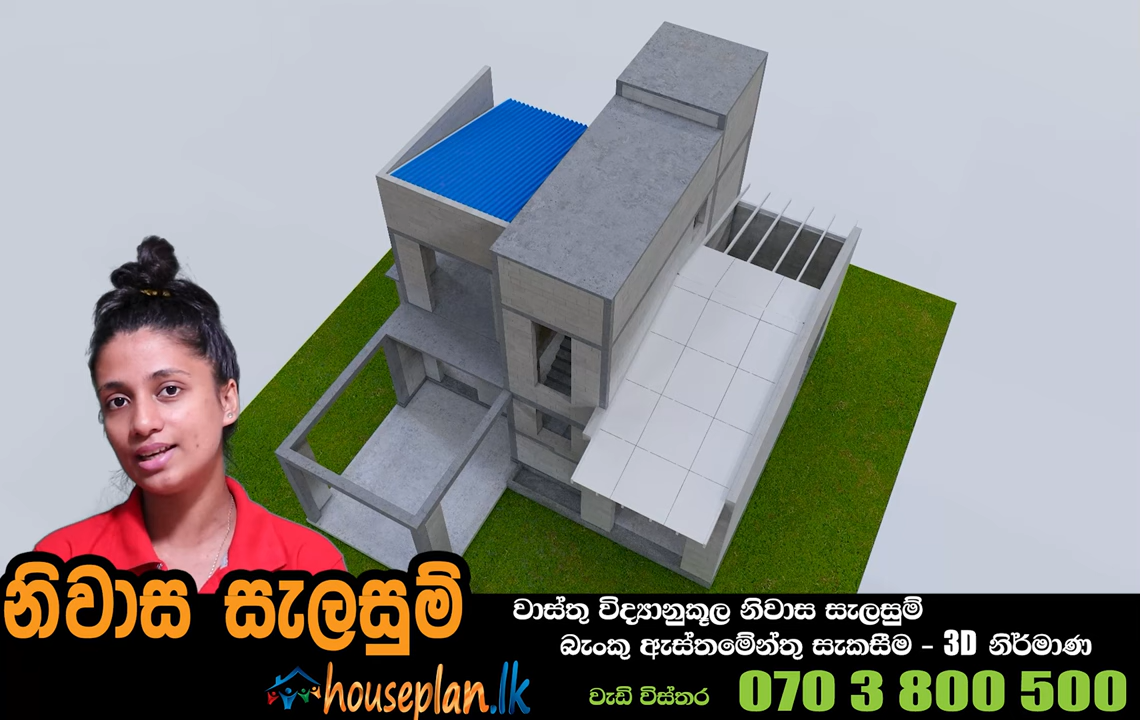 නිවාස සැලසුම්
වාස්තු විද්‍යානුකූල නිවාස සැලසුම්
බැංකු ඇස්තමේන්තු සැකසීම - 3D නිර්මාණ
houseplan.lk
වැඩි විස්තර 070 3 800 500